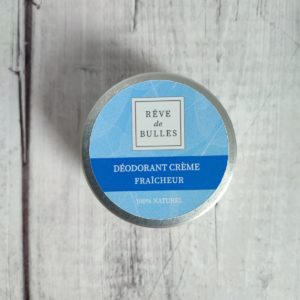 RÊVE
de
BULLES
DÉODORANT CRÈME
FRAÎCHEUR
100% NATUREL